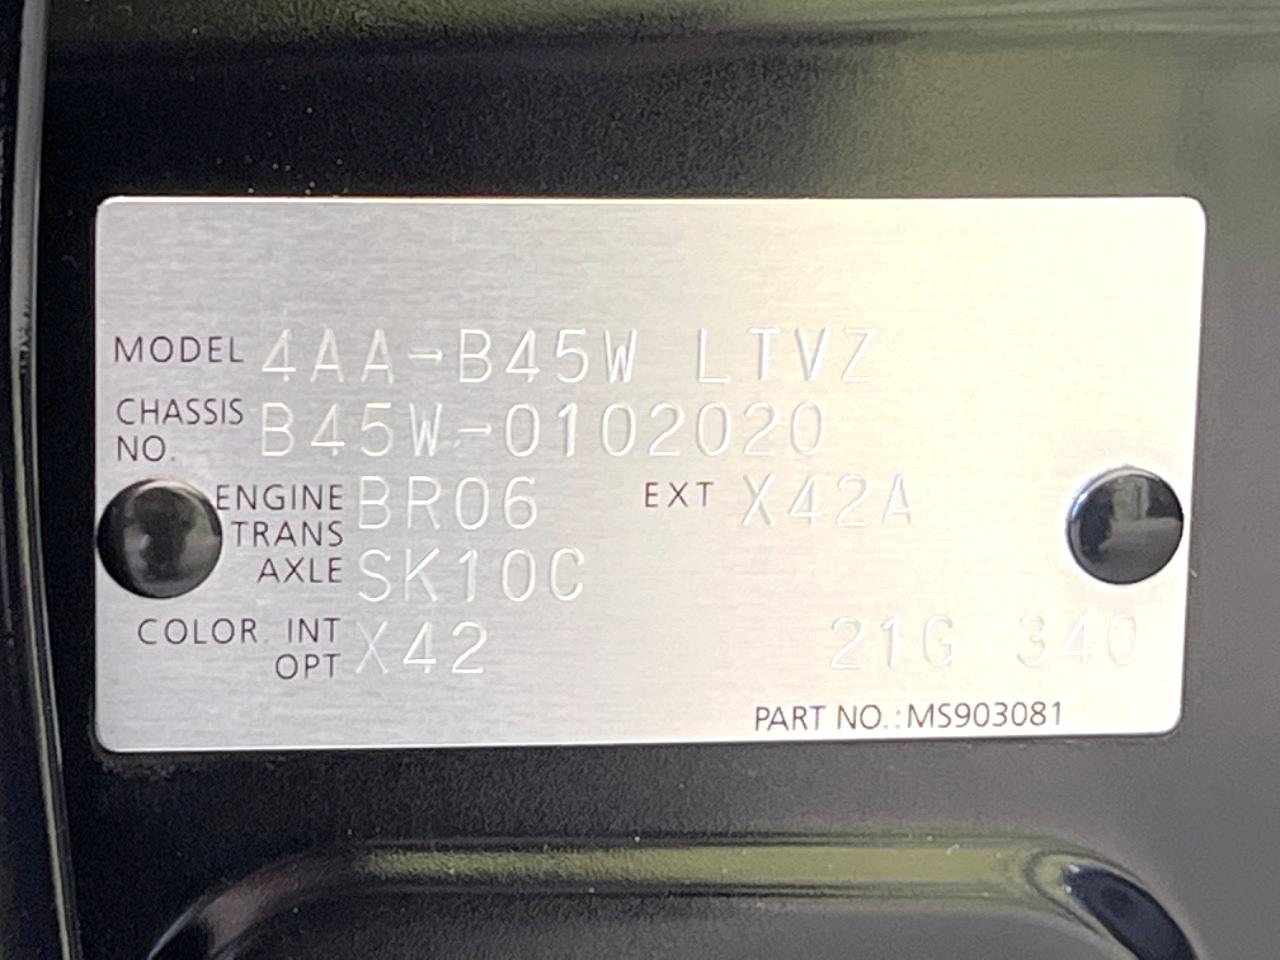 MODEL 4AA-B45W LTVZ
CHASSIS NO. B45W-0102020
ENGINE BR06 EXT X42A
TRANS AXLE SK10C
COLOR. INT OPT X42 21G 340
PART NO.:MS903081